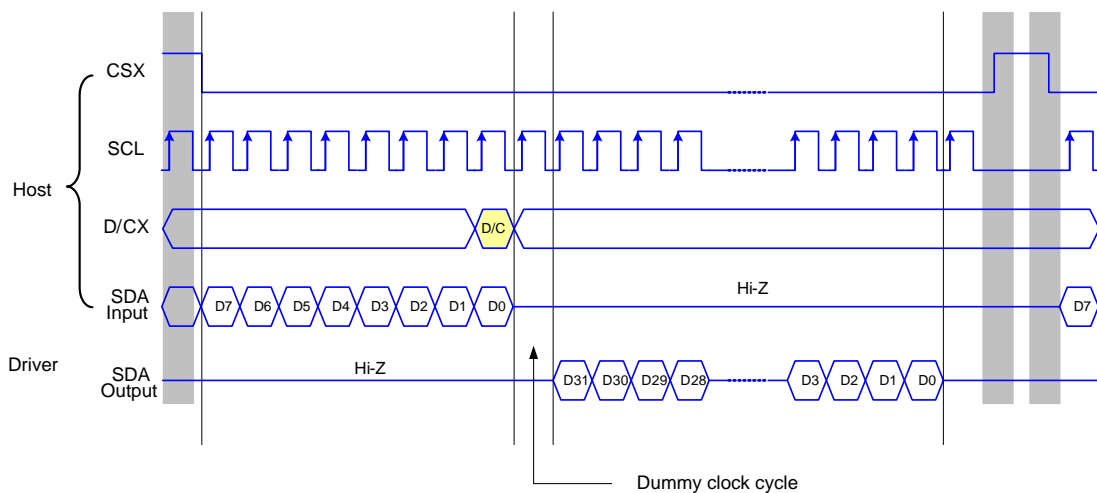 CSX
SCL
Host
D/CX
D/C
SDA
Input
D7 D6 D5 D4 D3 D2 D1 D0
Hi-Z
D7
Driver
SDA
Output
Hi-Z
D31 D30 D29 D28
D3 D2 D1 D0
Dummy clock cycle